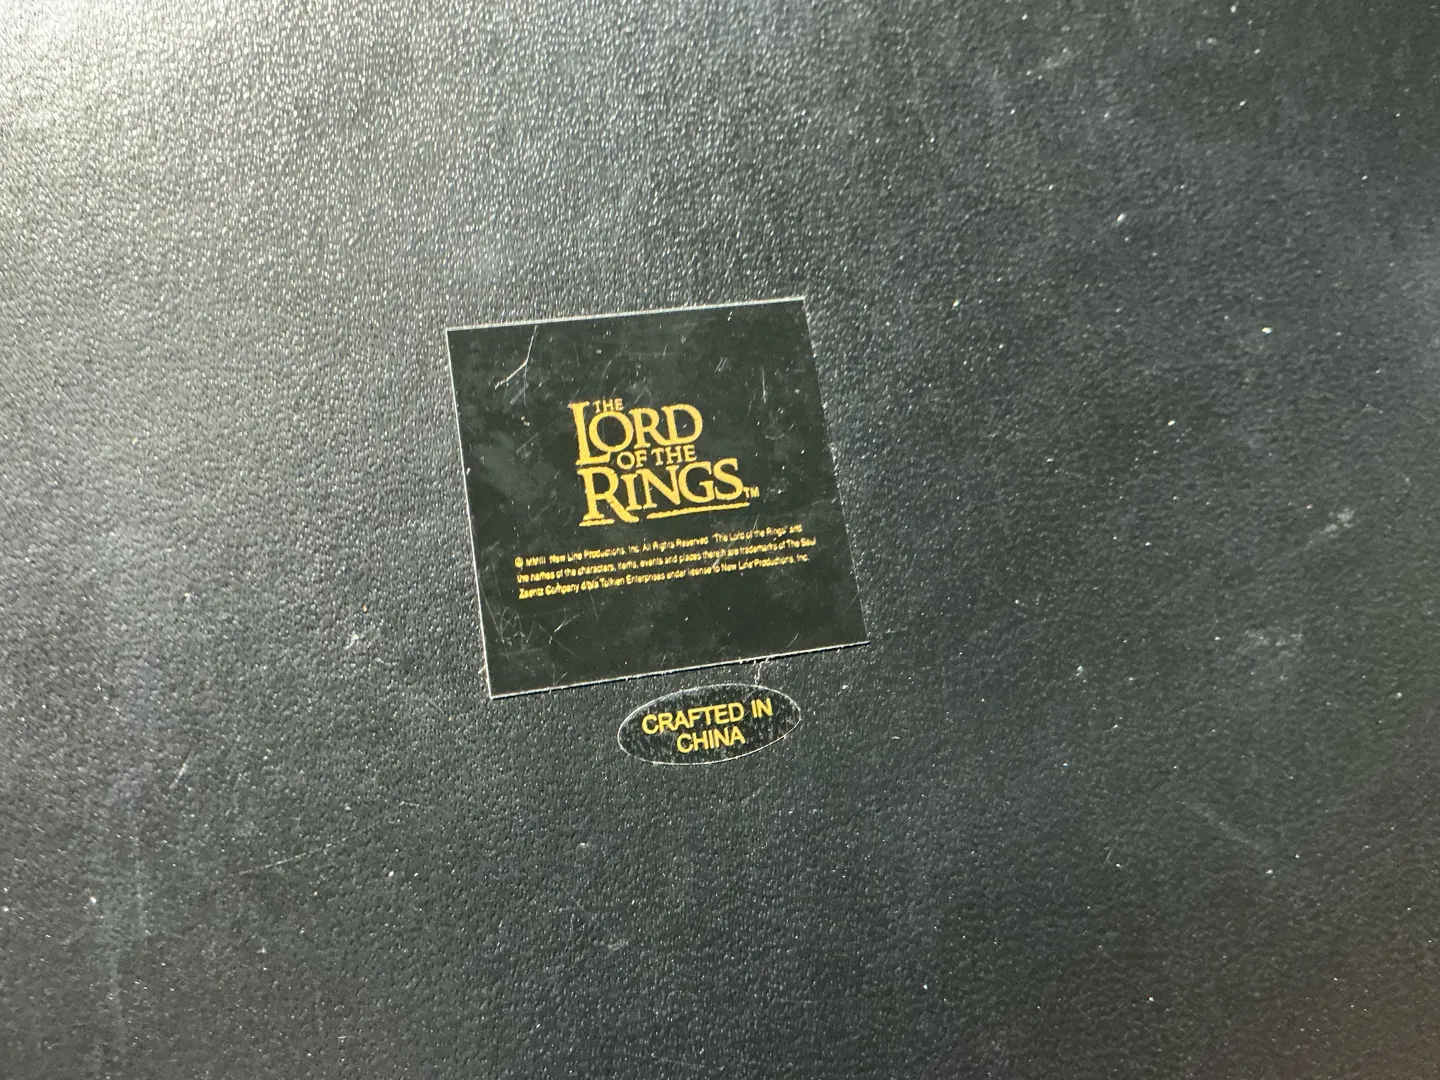 THE
LORD
OF THE
RINGS™
© MMIII New Line Productions, Inc. All Rights Reserved. "The Lord of the Rings" and
the names of the characters, items, events and places therein are trademarks of The Saul
Zaentz Company d/b/a Tolkien Enterprises under license to New Line Productions, Inc.
CRAFTED IN
CHINA